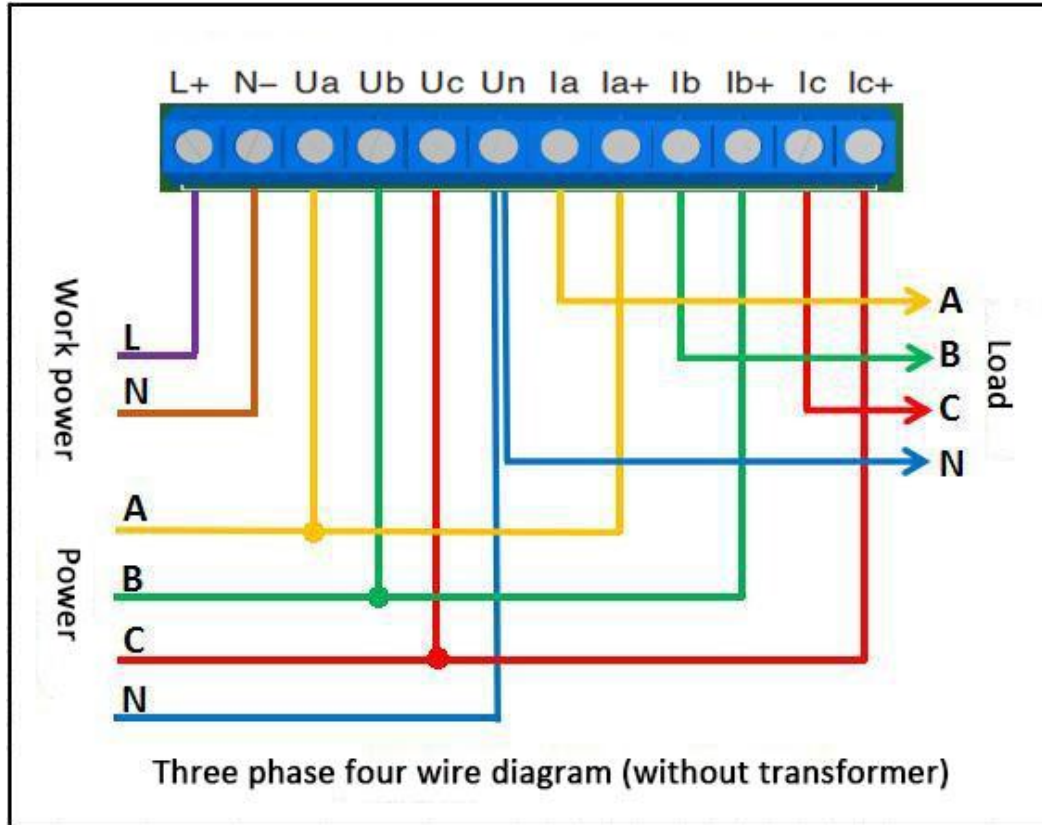 L+ N– Ua Ub Uc Un Ia Ia+ Ib Ib+ Ic Ic+
Work power
L
N
Power
A
B
C
N
A
B
C
N
Load
Three phase four wire diagram (without transformer)